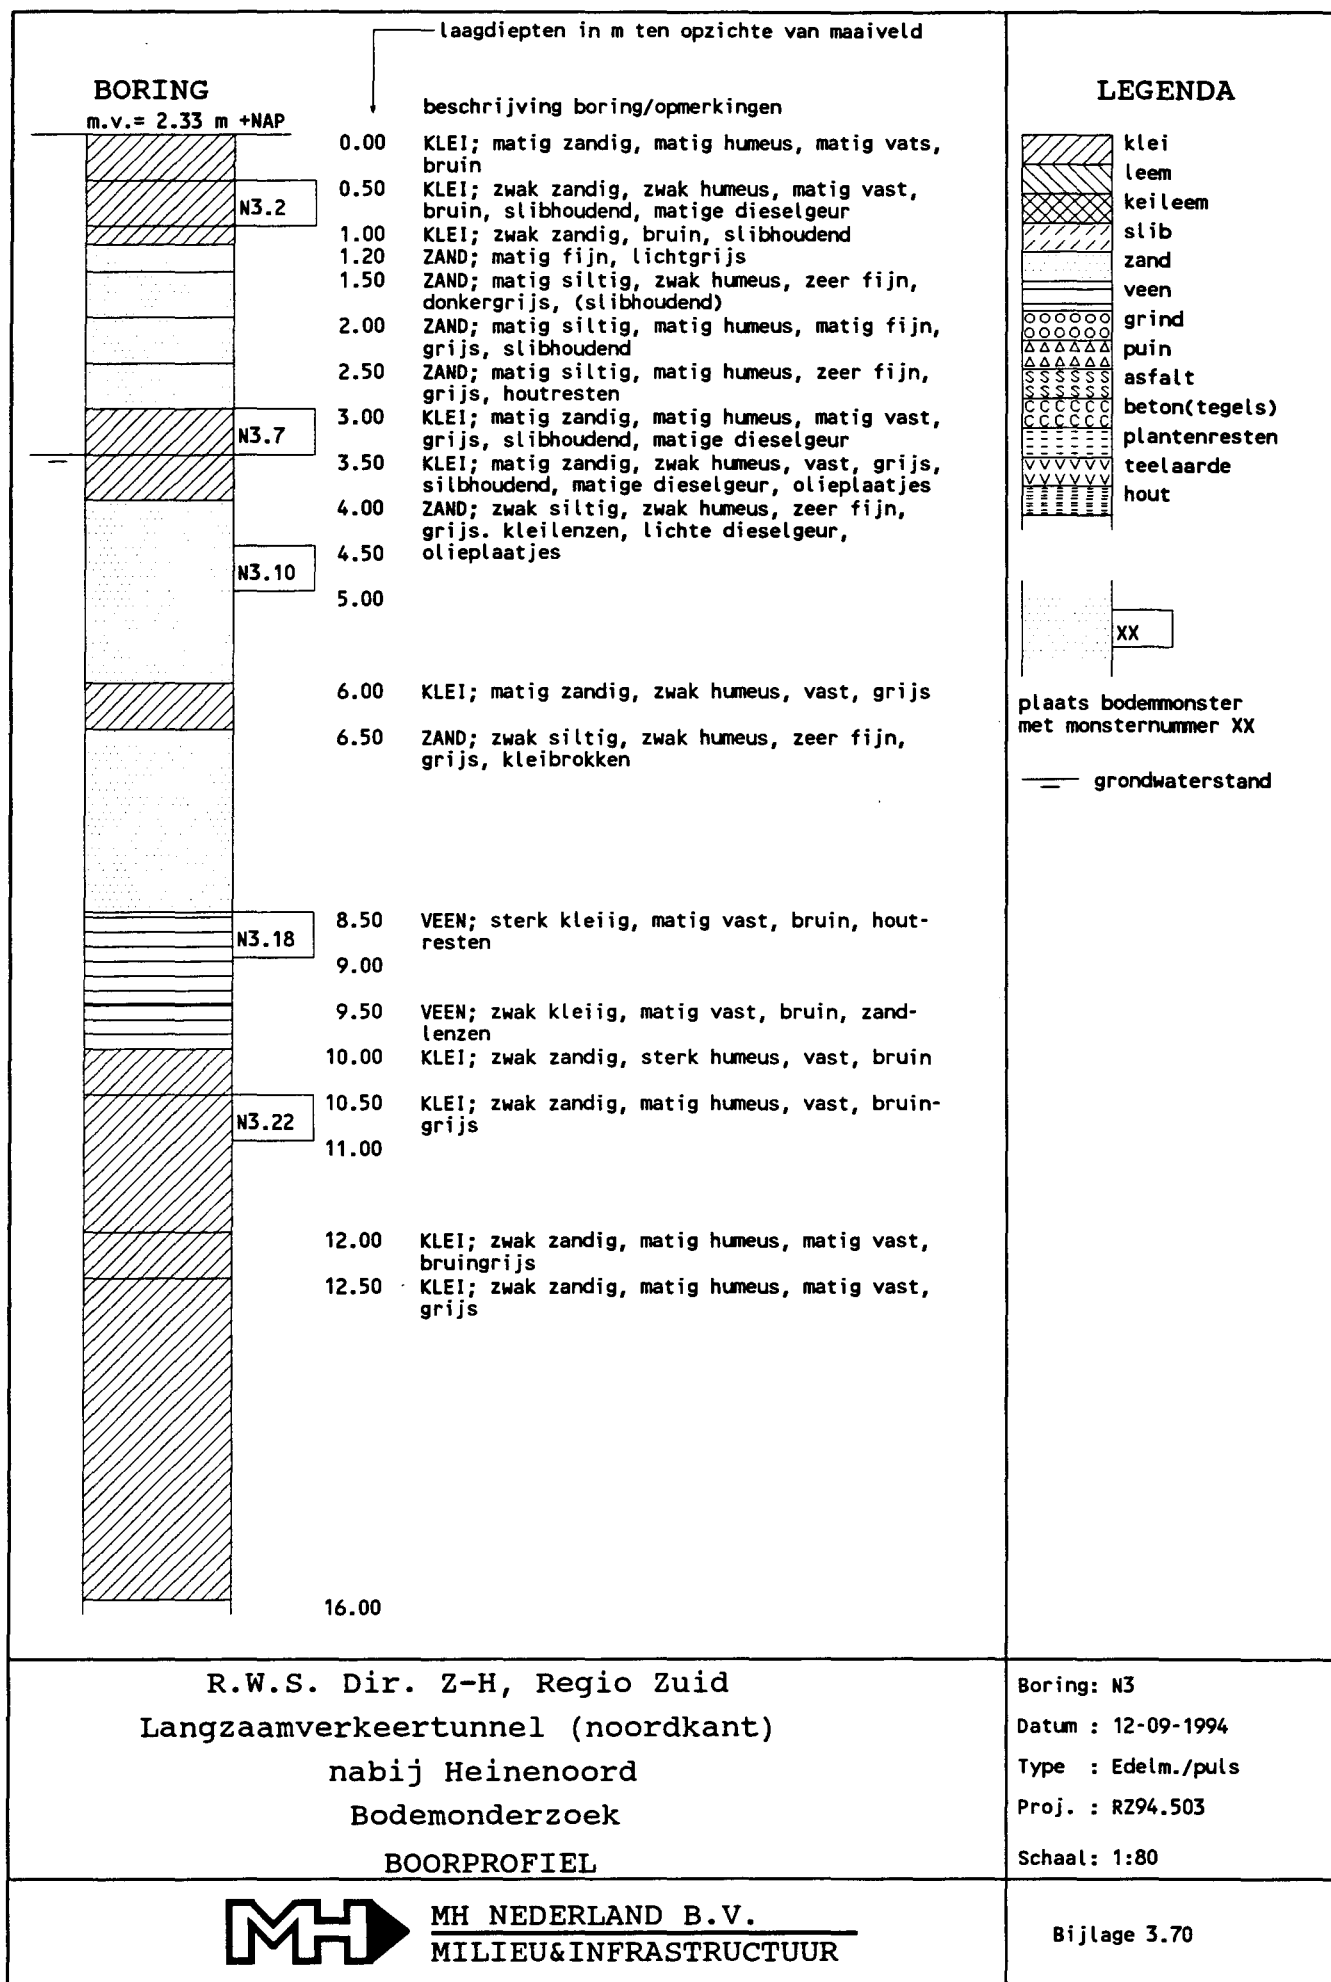 laagdiepten in m ten opzichte van maaiveld
BORING
m.v.= 2.33 m +NAP
beschrijving boring/opmerkingen
0.00 KLEI; matig zandig, matig humeus, matig vats,
bruin
0.50 KLEI; zwak zandig, zwak humeus, matig vast,
N3.2
bruin, slibhoudend, matige dieselgeur
1.00 KLEI; zwak zandig, bruin, slibhoudend
1.20 ZAND; matig fijn, lichtgrijs
1.50 ZAND; matig siltig, zwak humeus, zeer fijn,
donkergrijs, (slibhoudend)
2.00 ZAND; matig siltig, matig humeus, matig fijn,
grijs, slibhoudend
2.50 ZAND; matig siltig, matig humeus, zeer fijn,
grijs, houtresten
3.00 KLEI; matig zandig, matig humeus, matig vast,
N3.7
grijs, slibhoudend, matige dieselgeur
3.50 KLEI; matig zandig, zwak humeus, vast, grijs,
silbhoudend, matige dieselgeur, olieplaatjes
4.00 ZAND; zwak siltig, zwak humeus, zeer fijn,
grijs. kleilenzen, lichte dieselgeur,
4.50 olieplaatjes
N3.10
5.00
6.00 KLEI; matig zandig, zwak humeus, vast, grijs
6.50 ZAND; zwak siltig, zwak humeus, zeer fijn,
grijs, kleibrokken
8.50 VEEN; sterk kleiig, matig vast, bruin, hout-
N3.18
resten
9.00
9.50 VEEN; zwak kleiig, matig vast, bruin, zand-
lenzen
10.00 KLEI; zwak zandig, sterk humeus, vast, bruin
10.50 KLEI; zwak zandig, matig humeus, vast, bruin-
N3.22
grijs
11.00
12.00 KLEI; zwak zandig, matig humeus, matig vast,
bruingrijs
12.50 KLEI; zwak zandig, matig humeus, matig vast,
grijs
16.00
LEGENDA
klei
leem
keileem
slib
zand
veen
grind
puin
asfalt
beton(tegels)
plantenresten
teelaarde
hout
XX
plaats bodemmonster
met monsternummer XX
grondwaterstand
R.W.S. Dir. Z-H, Regio Zuid
Langzaamverkeertunnel (noordkant)
nabij Heinenoord
Bodemonderzoek
BOORPROFIEL
Boring: N3
Datum : 12-09-1994
Type : Edelm./puls
Proj. : RZ94.503
Schaal: 1:80
MH
MH NEDERLAND B.V.
MILIEU&INFRASTRUCTUUR
Bijlage 3.70